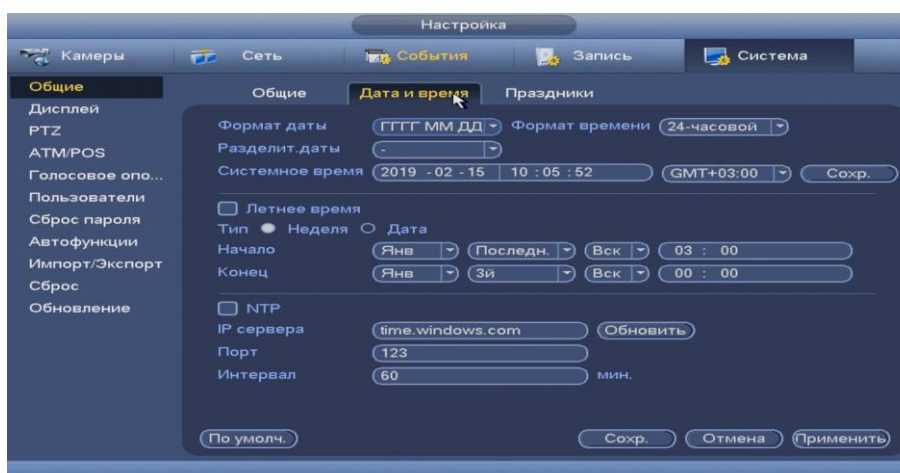 Настройка
Камеры Сеть События Запись Система
Общие
Дисплей
PTZ
ATM/POS
Голосовое опо...
Пользователи
Сброс пароля
Автофункции
Импорт/Экспорт
Сброс
Обновление
Общие Дата и время Праздники
Формат даты ГГГГ ММ ДД Формат времени 24-часовой
Разделит.даты -
Системное время 2019 - 02 - 15 10 : 05 : 52 GMT+03:00 Сохр.
Летнее время
Тип Неделя Дата
Начало Янв Последн. Вск 03 : 00
Конец Янв 3й Вск 00 : 00
NTP
IP сервера time.windows.com Обновить
Порт 123
Интервал 60 мин.
По умолч. Сохр. Отмена Применить